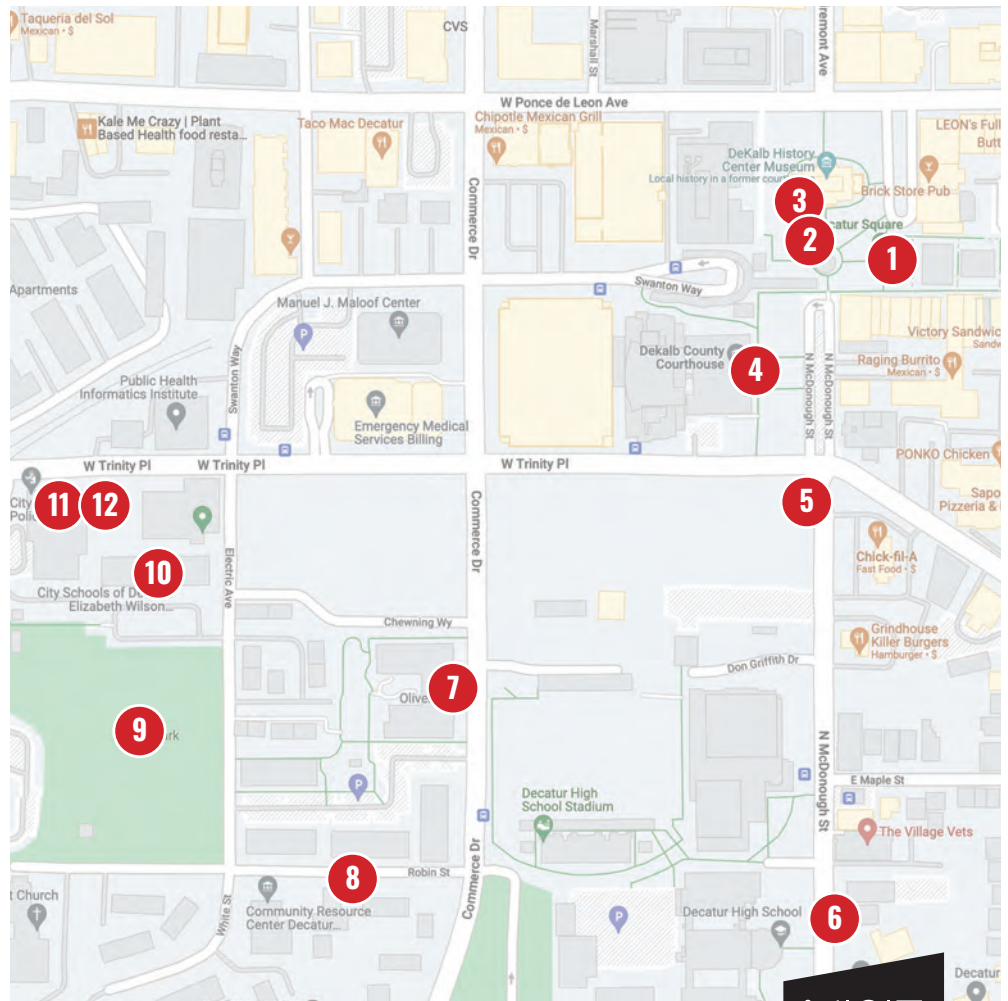 Taqueria del Sol
Mexican • $
CVS
Marshall St
remont Ave
W Ponce de Leon Ave
Kale Me Crazy | Plant
Based Health food resta...
Taco Mac Decatur
Chipotle Mexican Grill
Mexican • $
LEON's Full
Butt
DeKalb History
Center Museum
Local history in a former cour
Brick Store Pub
3
catur Square
2
1
Commerce Dr
Swanton Way
Apartments
Manuel J. Maloof Center
P
Swanton Way
Public Health
Informatics Institute
Emergency Medical
Services Billing
Dekalb County
Courthouse
4
N McDonough St
N McDonough St
Victory Sandwic
Sandw
Raging Burrito
Mexican • $
W Trinity Pl
W Trinity Pl
W Trinity Pl
PONKO Chicken
Sapo
Pizzeria &
City
Polic
11
12
5
Commerce Dr
Electric Ave
Chick-fil-A
Fast Food • $
10
City Schools of De
Elizabeth Wilson...
Chewning Wy
Grindhouse
Killer Burgers
Hamburger • $
Don Griffith Dr
7
Olive
9
rk
N McDonough St
E Maple St
P
Decatur High
School Stadium
The Village Vets
Commerce Dr
Robin St
8
t Church
White St
Community Resource
Center Decatur...
P
Decatur High School
6
Decatur